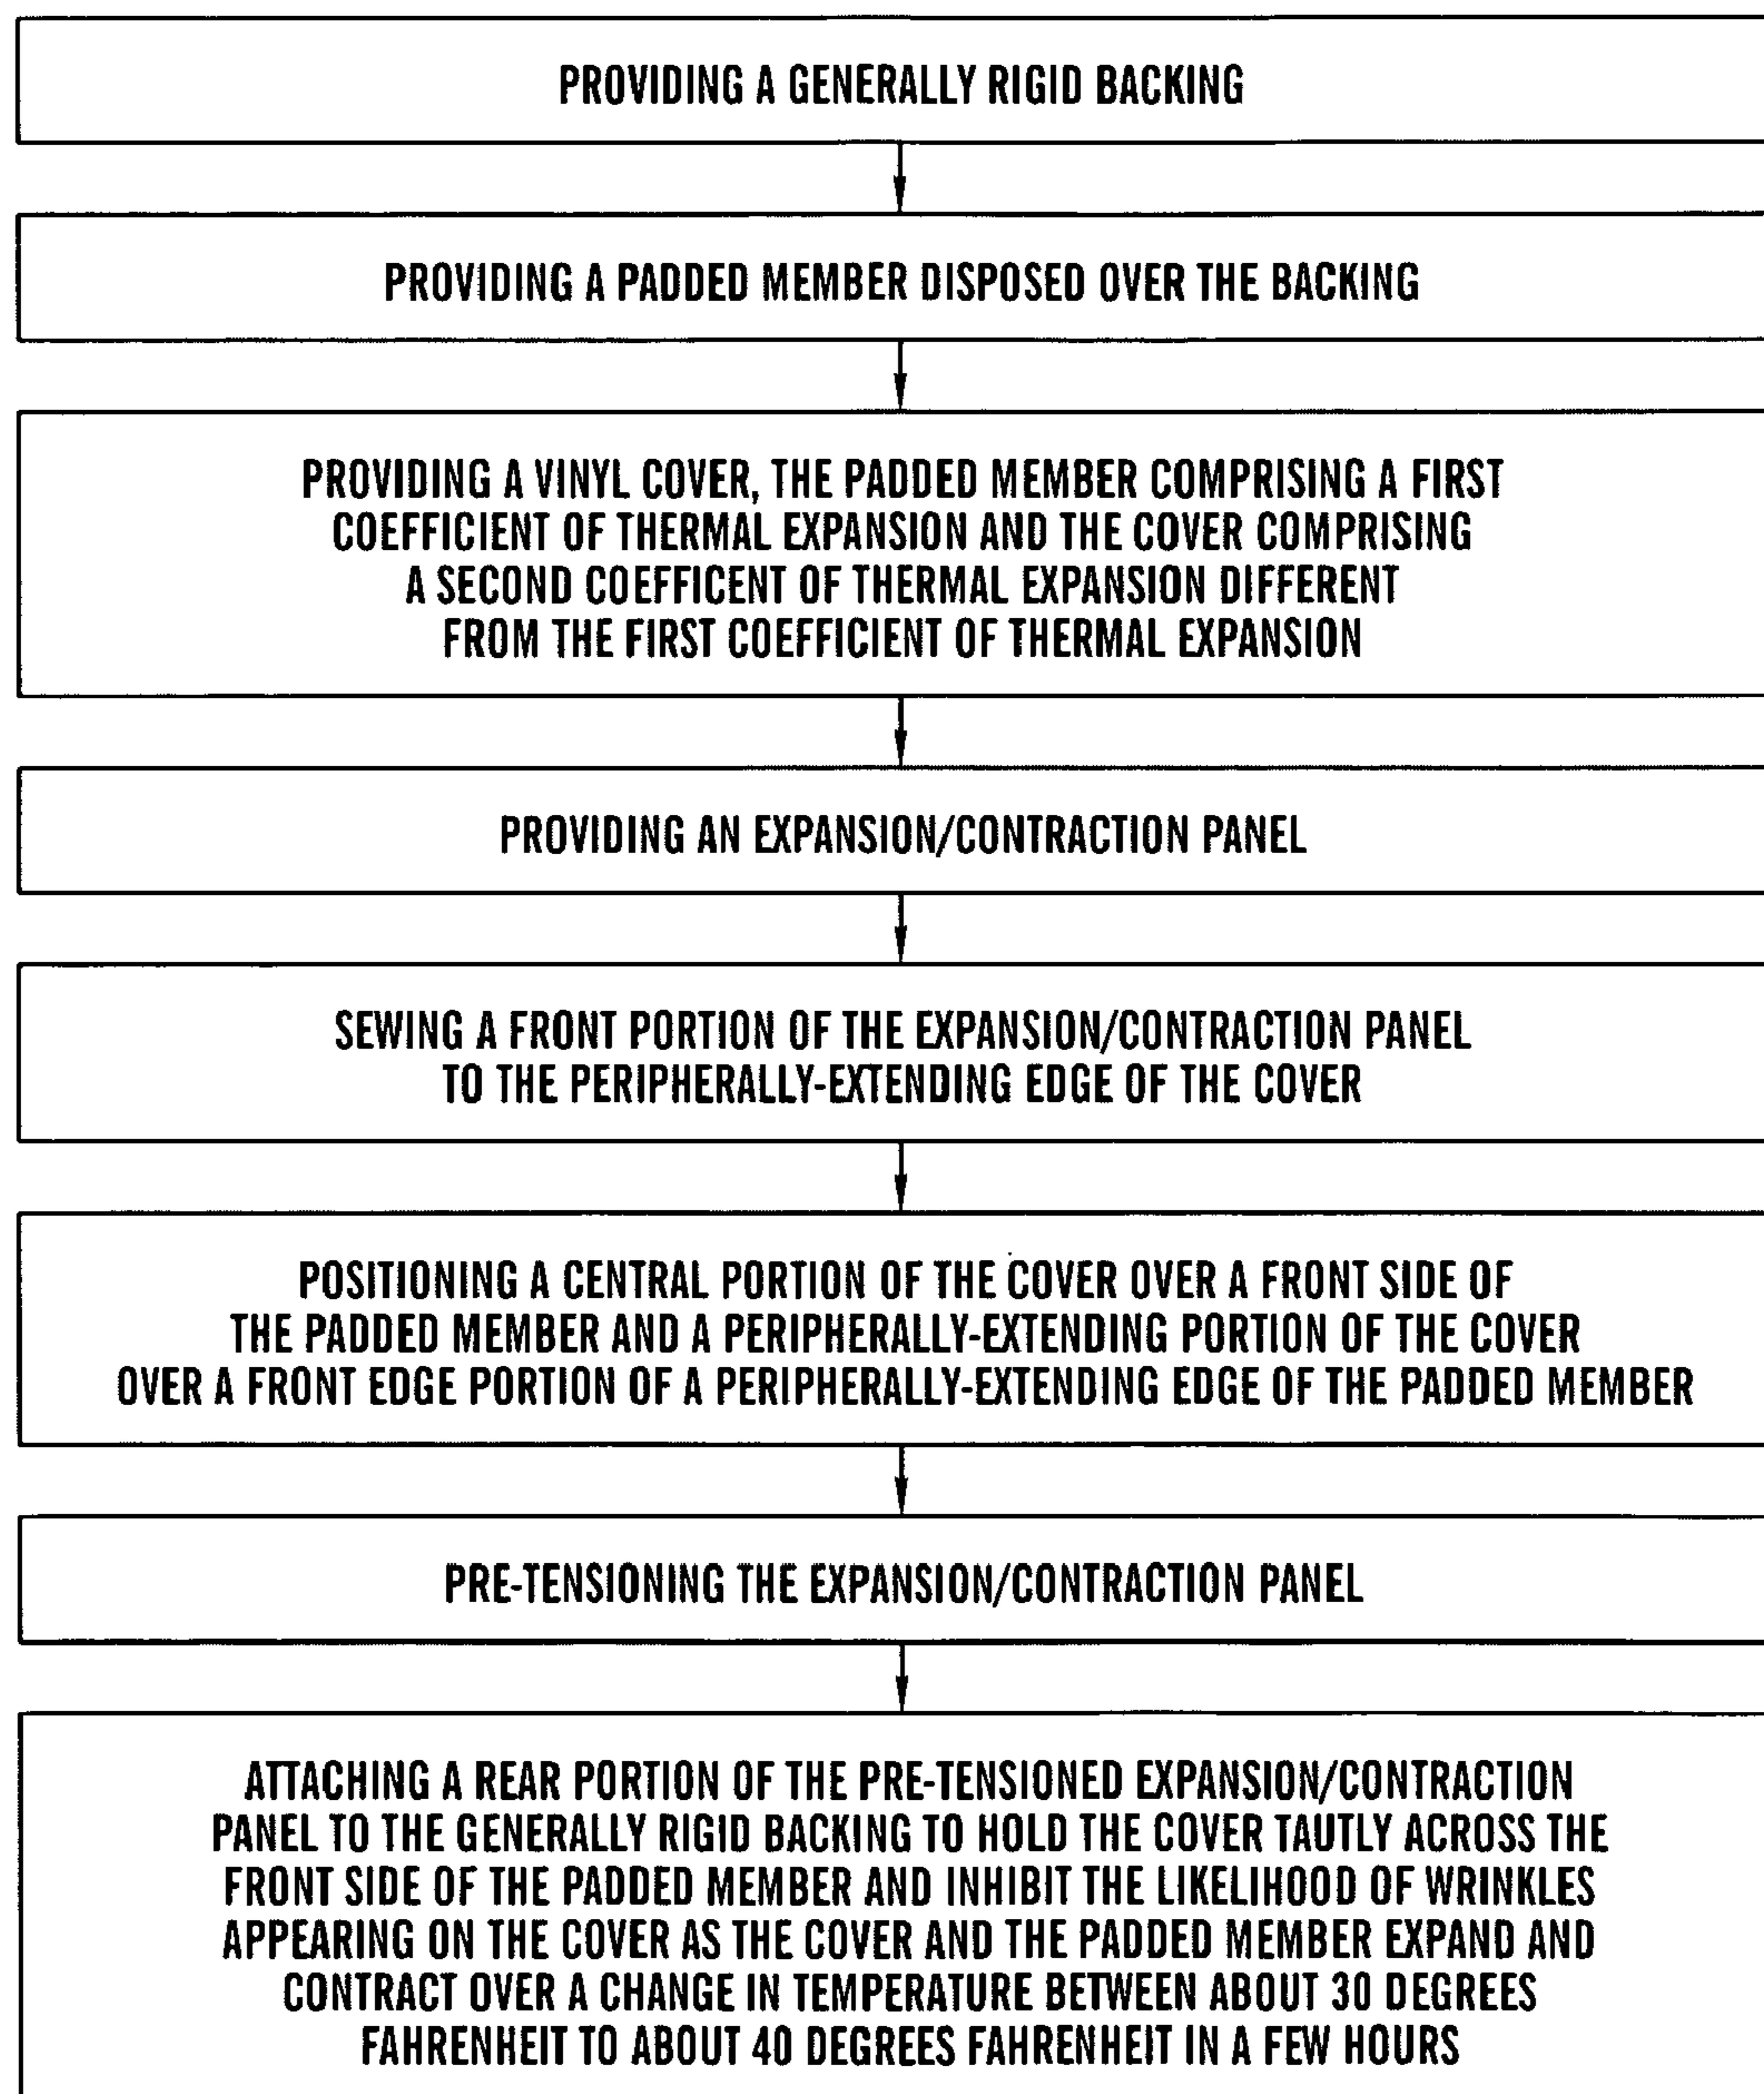 PROVIDING A GENERALLY RIGID BACKING
PROVIDING A PADDED MEMBER DISPOSED OVER THE BACKING
PROVIDING A VINYL COVER, THE PADDED MEMBER COMPRISING A FIRST
COEFFICIENT OF THERMAL EXPANSION AND THE COVER COMPRISING
A SECOND COEFFICENT OF THERMAL EXPANSION DIFFERENT
FROM THE FIRST COEFFICIENT OF THERMAL EXPANSION
PROVIDING AN EXPANSION/CONTRACTION PANEL
SEWING A FRONT PORTION OF THE EXPANSION/CONTRACTION PANEL
TO THE PERIPHERALLY-EXTENDING EDGE OF THE COVER
POSITIONING A CENTRAL PORTION OF THE COVER OVER A FRONT SIDE OF
THE PADDED MEMBER AND A PERIPHERALLY-EXTENDING PORTION OF THE COVER
OVER A FRONT EDGE PORTION OF A PERIPHERALLY-EXTENDING EDGE OF THE PADDED MEMBER
PRE-TENSIONING THE EXPANSION/CONTRACTION PANEL
ATTACHING A REAR PORTION OF THE PRE-TENSIONED EXPANSION/CONTRACTION
PANEL TO THE GENERALLY RIGID BACKING TO HOLD THE COVER TAUTLY ACROSS THE
FRONT SIDE OF THE PADDED MEMBER AND INHIBIT THE LIKELIHOOD OF WRINKLES
APPEARING ON THE COVER AS THE COVER AND THE PADDED MEMBER EXPAND AND
CONTRACT OVER A CHANGE IN TEMPERATURE BETWEEN ABOUT 30 DEGREES
FAHRENHEIT TO ABOUT 40 DEGREES FAHRENHEIT IN A FEW HOURS